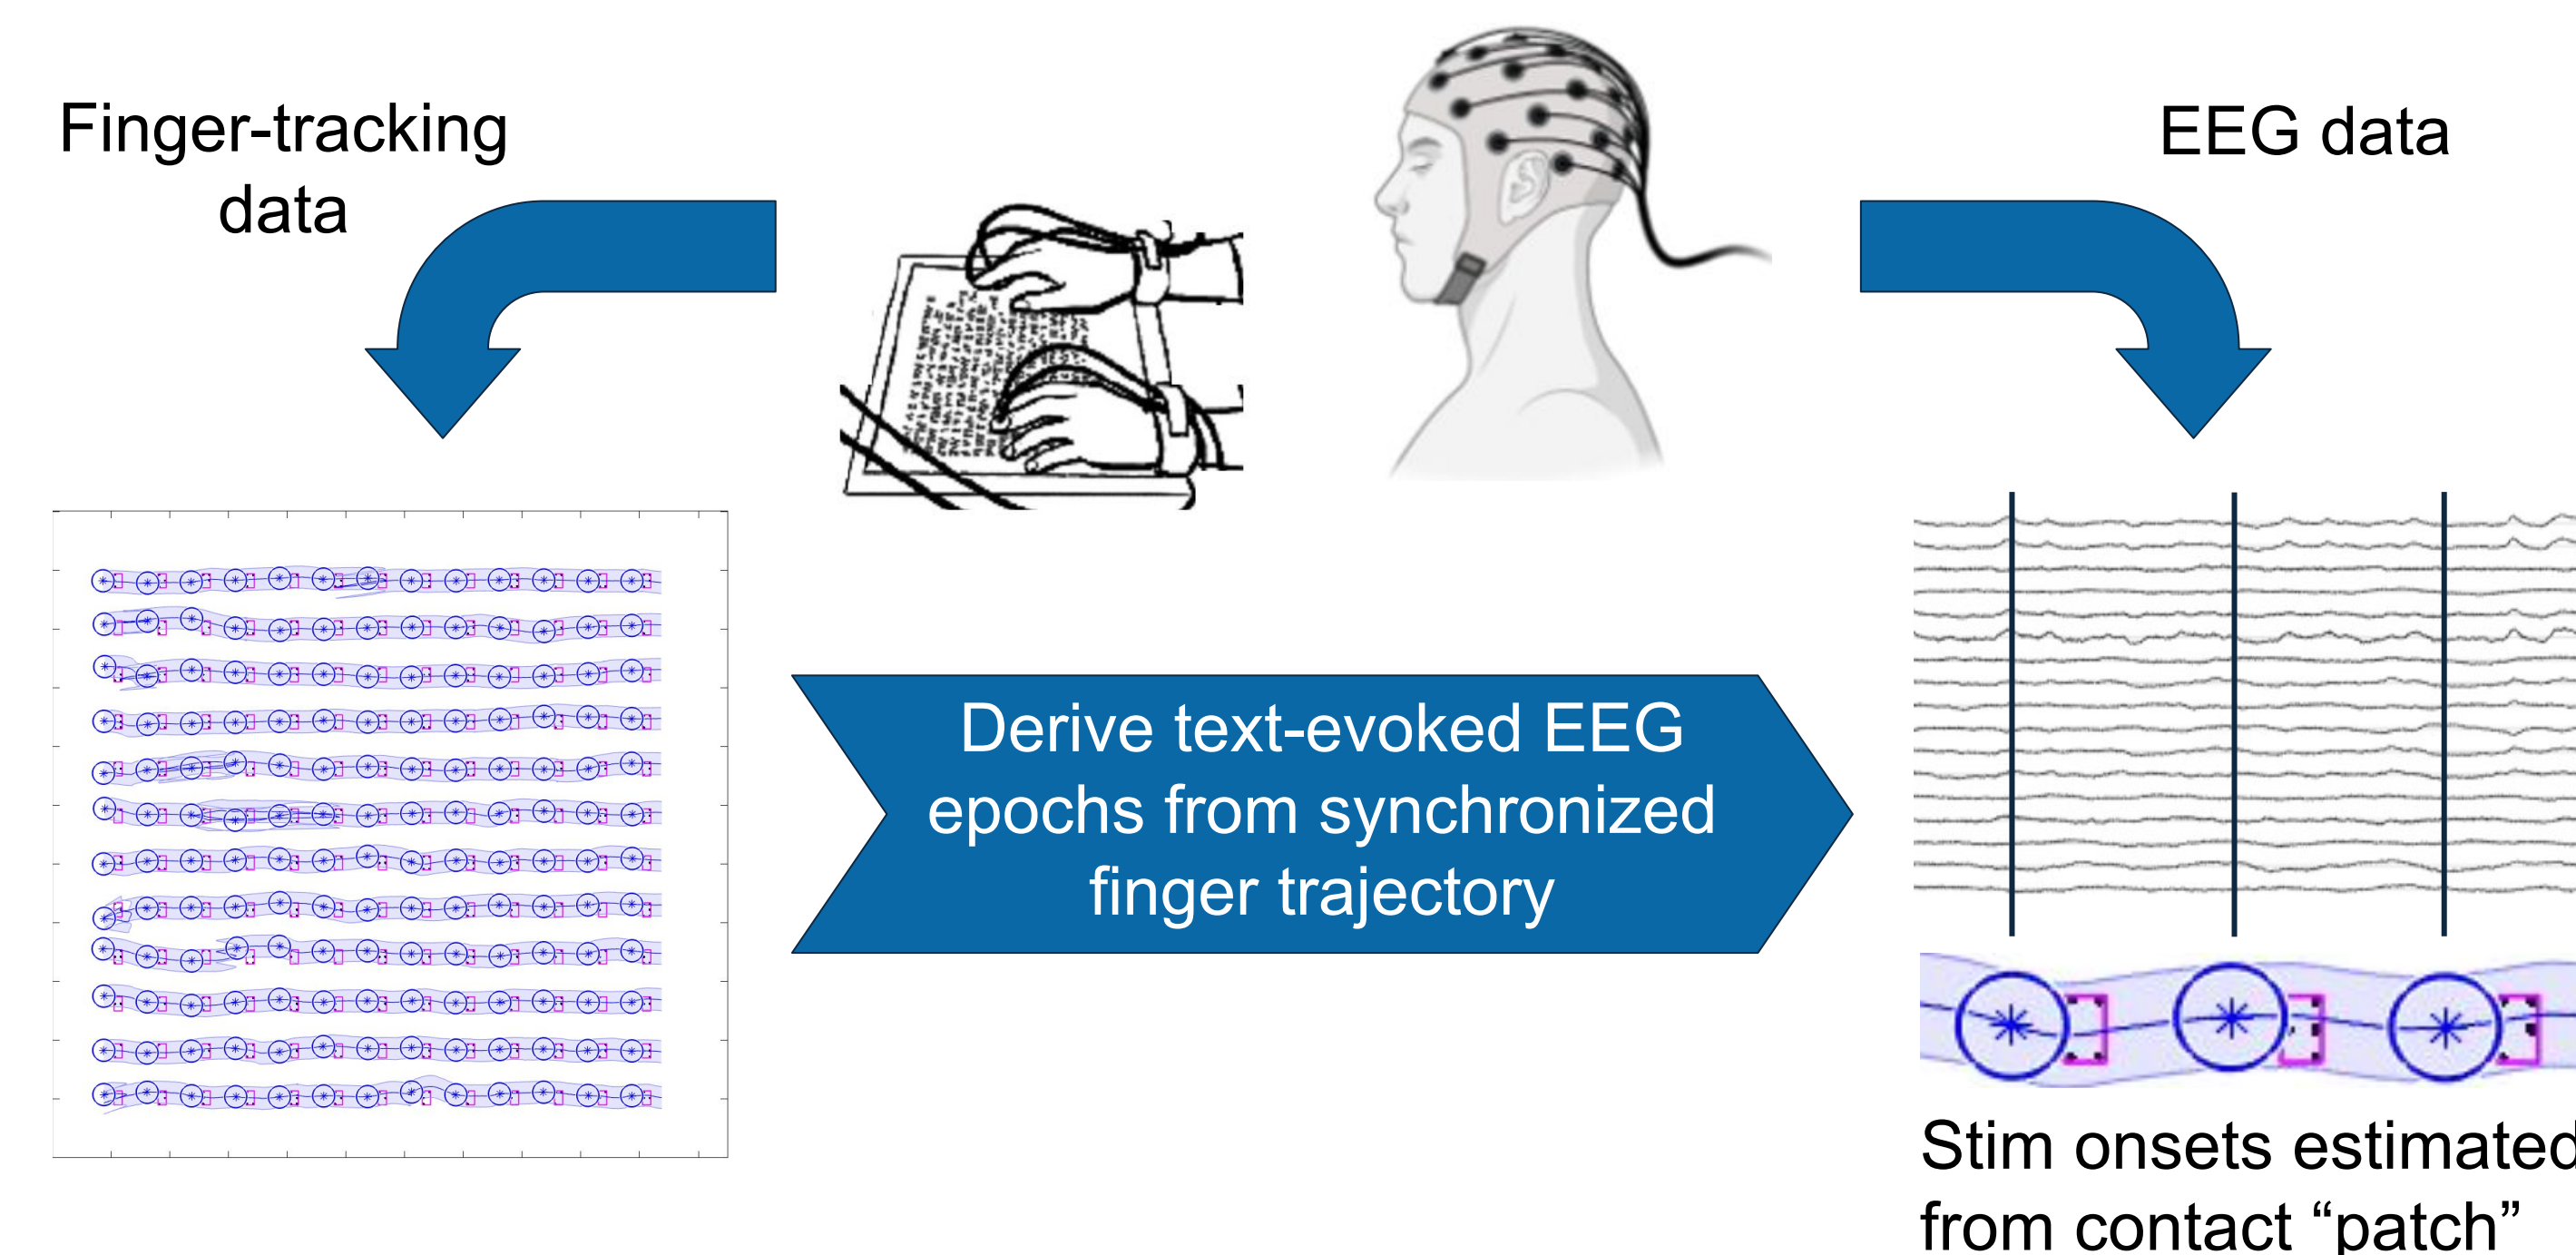 Finger-tracking
data
EEG data
Derive text-evoked EEG
epochs from synchronized
finger trajectory
Stim onsets estimated
from contact “patch”